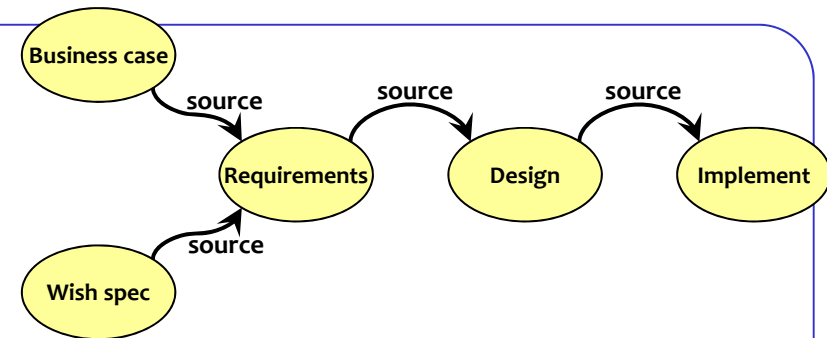 Business case
source
source
source
Requirements
Design
Implement
source
Wish spec